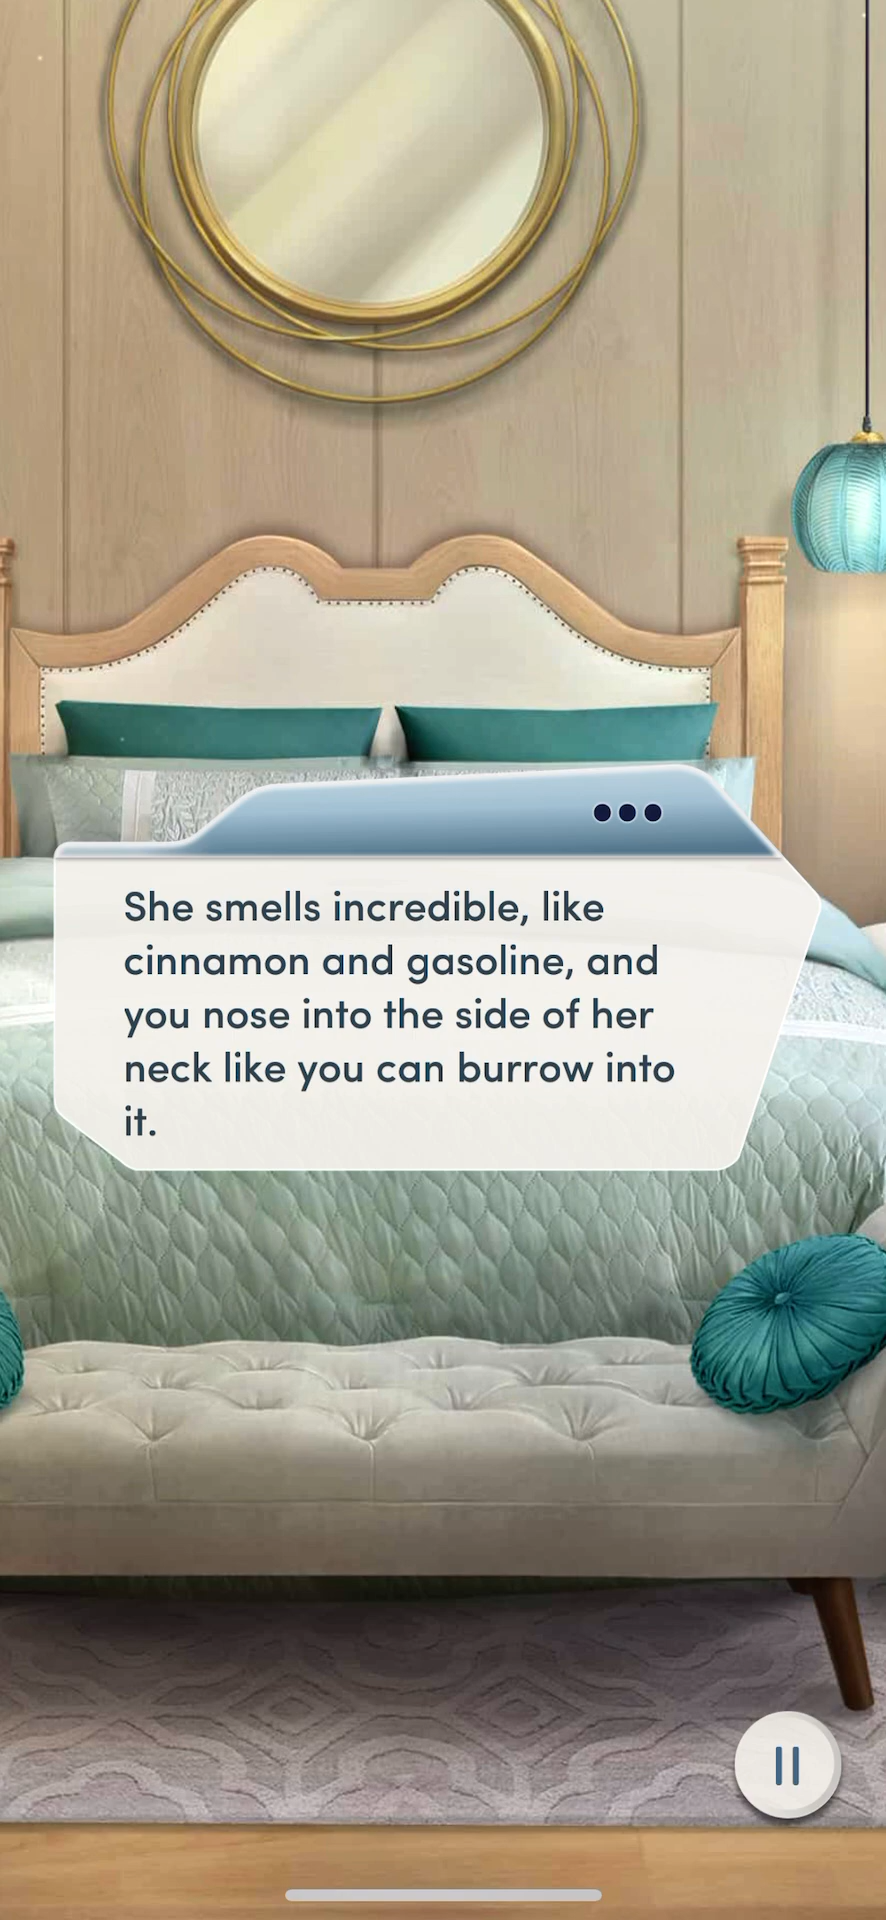 She smells incredible, like
cinnamon and gasoline, and
you nose into the side of her
neck like you can burrow into
it.